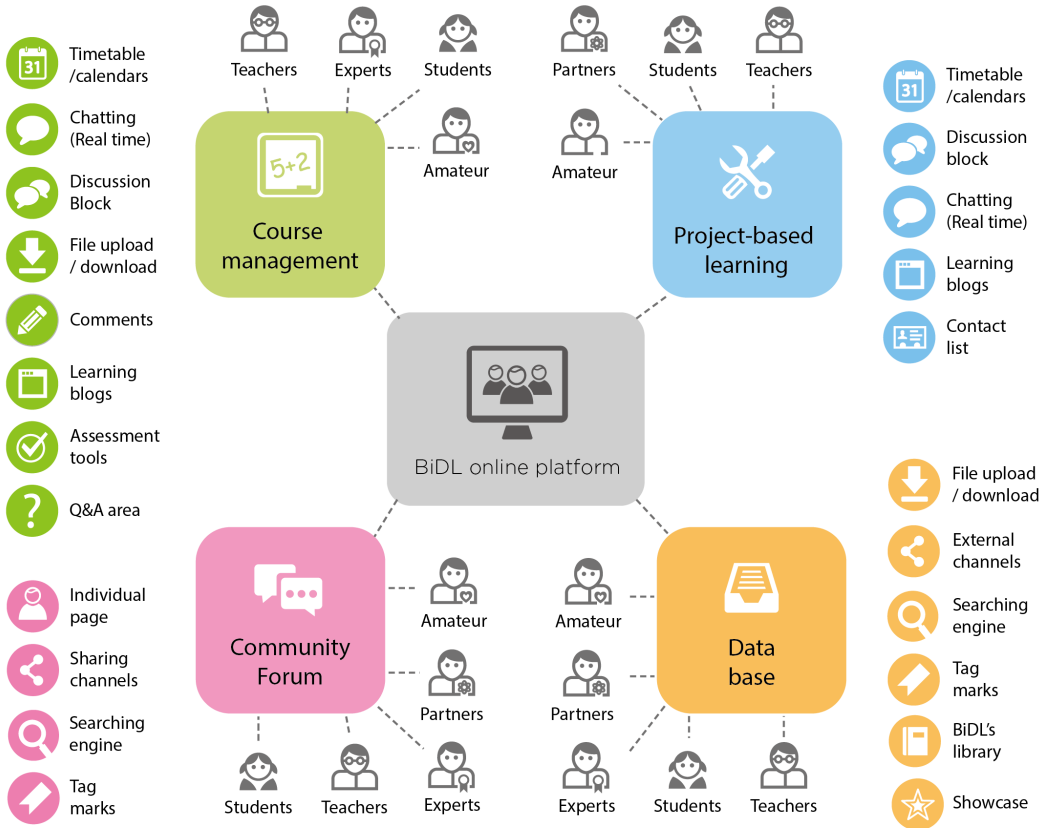 Teachers
Experts
Students
Partners
Students
Teachers
Amateur
Amateur
31
Timetable
/calendars
Chatting
(Real time)
Discussion
Block
File upload
/ download
Comments
Learning
blogs
Assessment
tools
Q&A area
?
5+2
Course
management
Project-based
learning
31
Timetable
/calendars
Discussion
block
Chatting
(Real time)
Learning
blogs
Contact
list
BiDL online platform
Individual
page
Sharing
channels
Searching
engine
Tag
marks
Community
Forum
Amateur
Partners
Students
Teachers
Experts
Data
base
Amateur
Partners
Experts
Students
Teachers
File upload
/ download
External
channels
Searching
engine
Tag
marks
BiDL's
library
Showcase